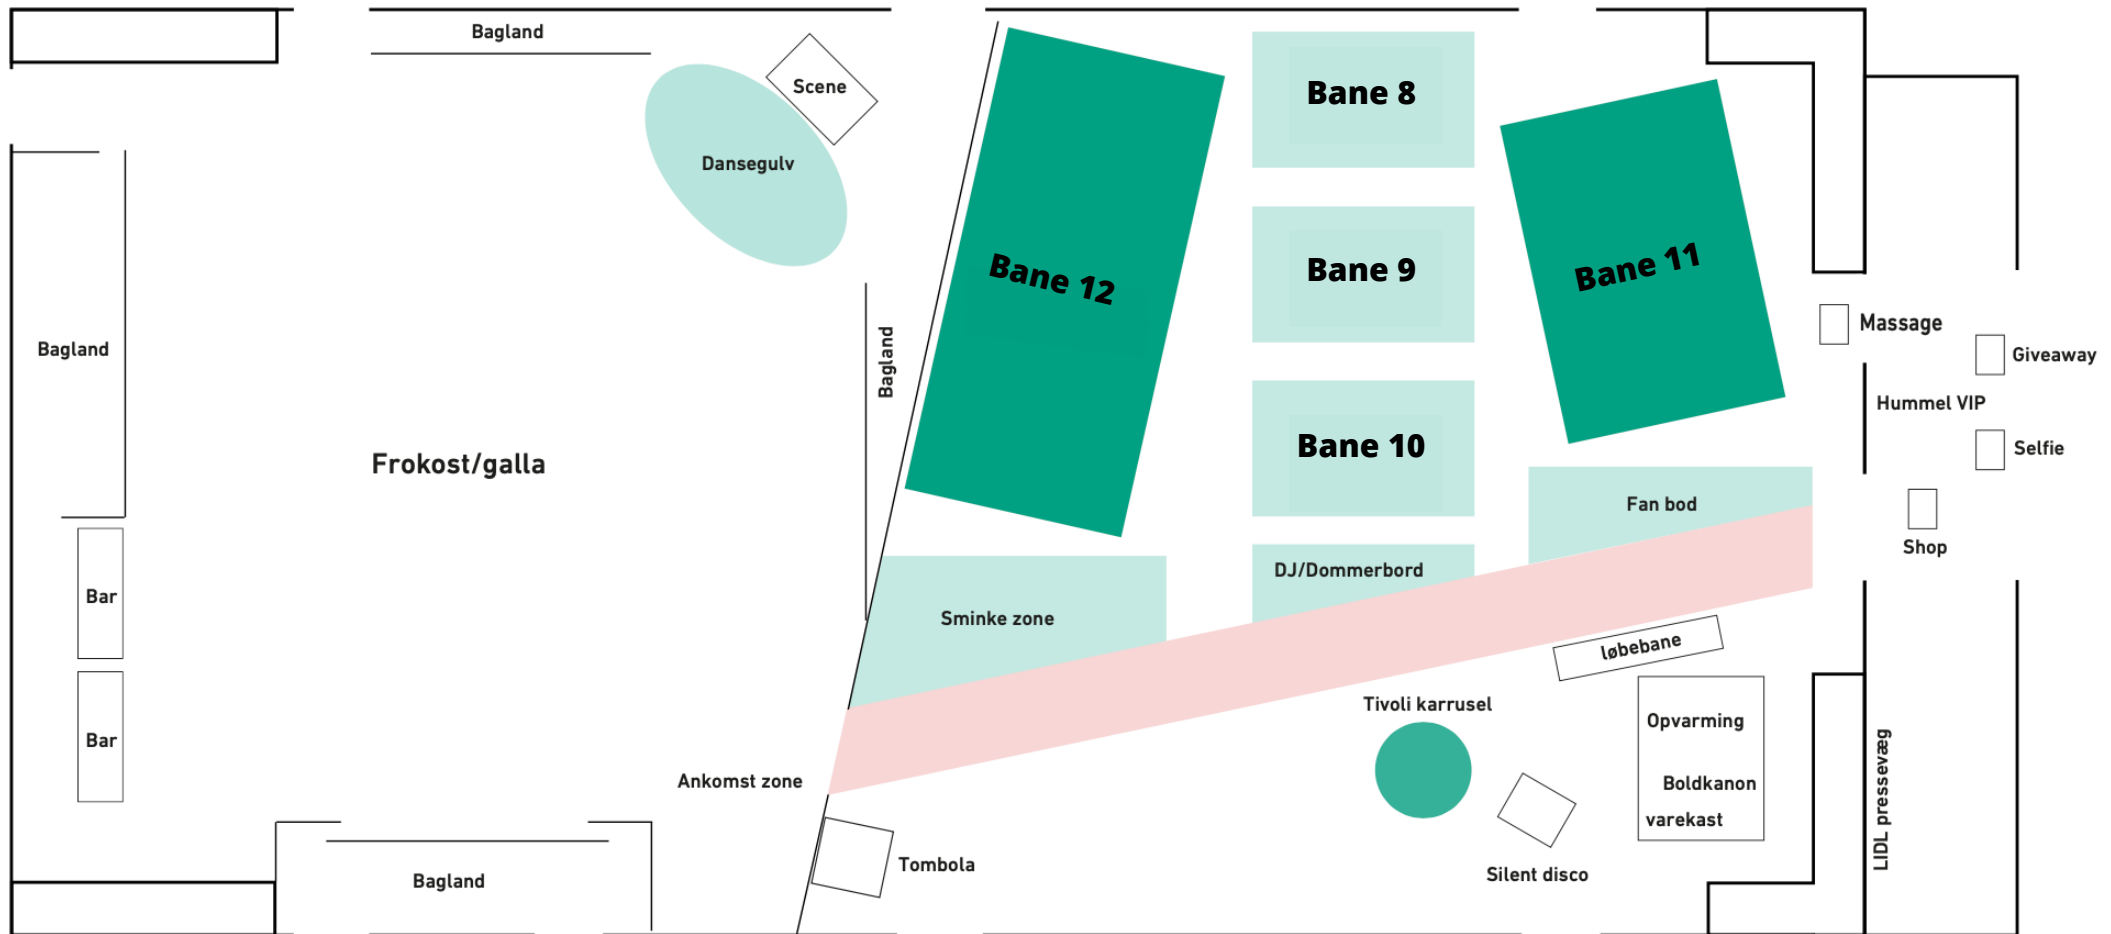 Bagland
Scene
Dansegulv
Bane 8
Bane 9
Bane 10
Bane 11
Bane 12
Bagland
Bagland
Frokost/galla
Massage
Giveaway
Hummel VIP
Selfie
Shop
Fan bod
DJ/Dommerbord
Sminke zone
Bar
Bar
løbebane
Tivoli karrusel
Opvarming
Boldkanon
varekast
Ankomst zone
Tombola
Silent disco
LIDL pressevæg
Bagland